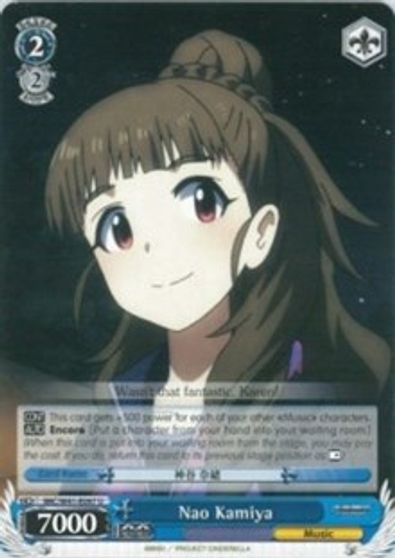 2
2
Wasn't that fantastic, Karen?
CONT This card gets +500 power for each of your other «Music» characters.
AUTO Encore [Put a character from your hand into your waiting room]
(When this card is put into your waiting room from the stage, you may pay
the cost. If you do, return this card to its previous stage position as
Card Name 神谷 奈緒
7000
Nao Kamiya
Music
PROJECT CINDERELLA